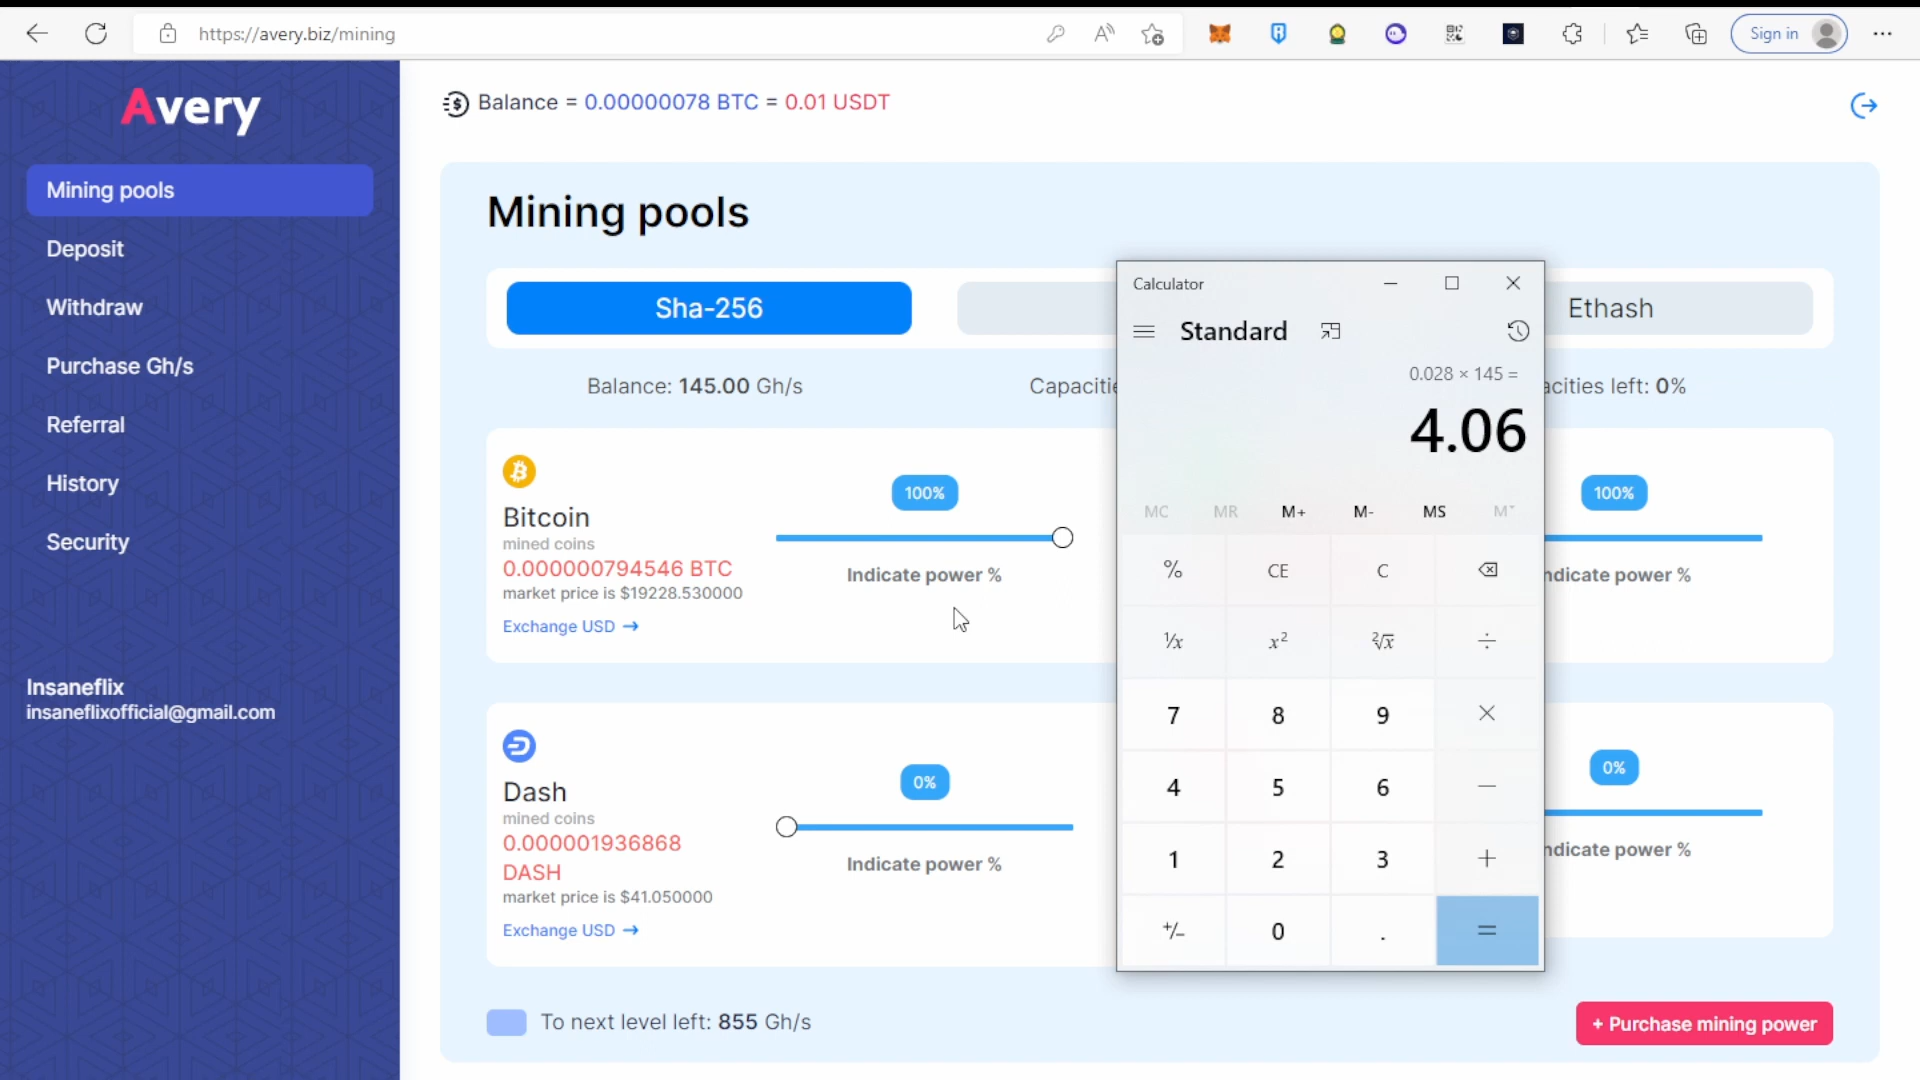 https://avery.biz/mining
Sign in
Avery
Mining pools
Deposit
Withdraw
Purchase Gh/s
Referral
History
Security
Insaneflix
insaneflixofficial@gmail.com
Balance = 0.00000078 BTC = 0.01 USDT
Mining pools
Sha-256
Ethash
Balance: 145.00 Gh/s
Capacitie
acities left: 0%
Bitcoin
mined coins
0.000000794546 BTC
market price is $19228.530000
Exchange USD →
100%
Indicate power %
100%
ndicate power %
Dash
mined coins
0.000001936868
DASH
market price is $41.050000
Exchange USD →
0%
Indicate power %
0%
ndicate power %
To next level left: 855 Gh/s
+ Purchase mining power
Calculator
Standard
0.028 × 145 =
4.06
MC MR M+ M- MS M˅
% CE C
⅟x x² ²√x ÷
7 8 9 ×
4 5 6 −
1 2 3 +
+/− 0 . =